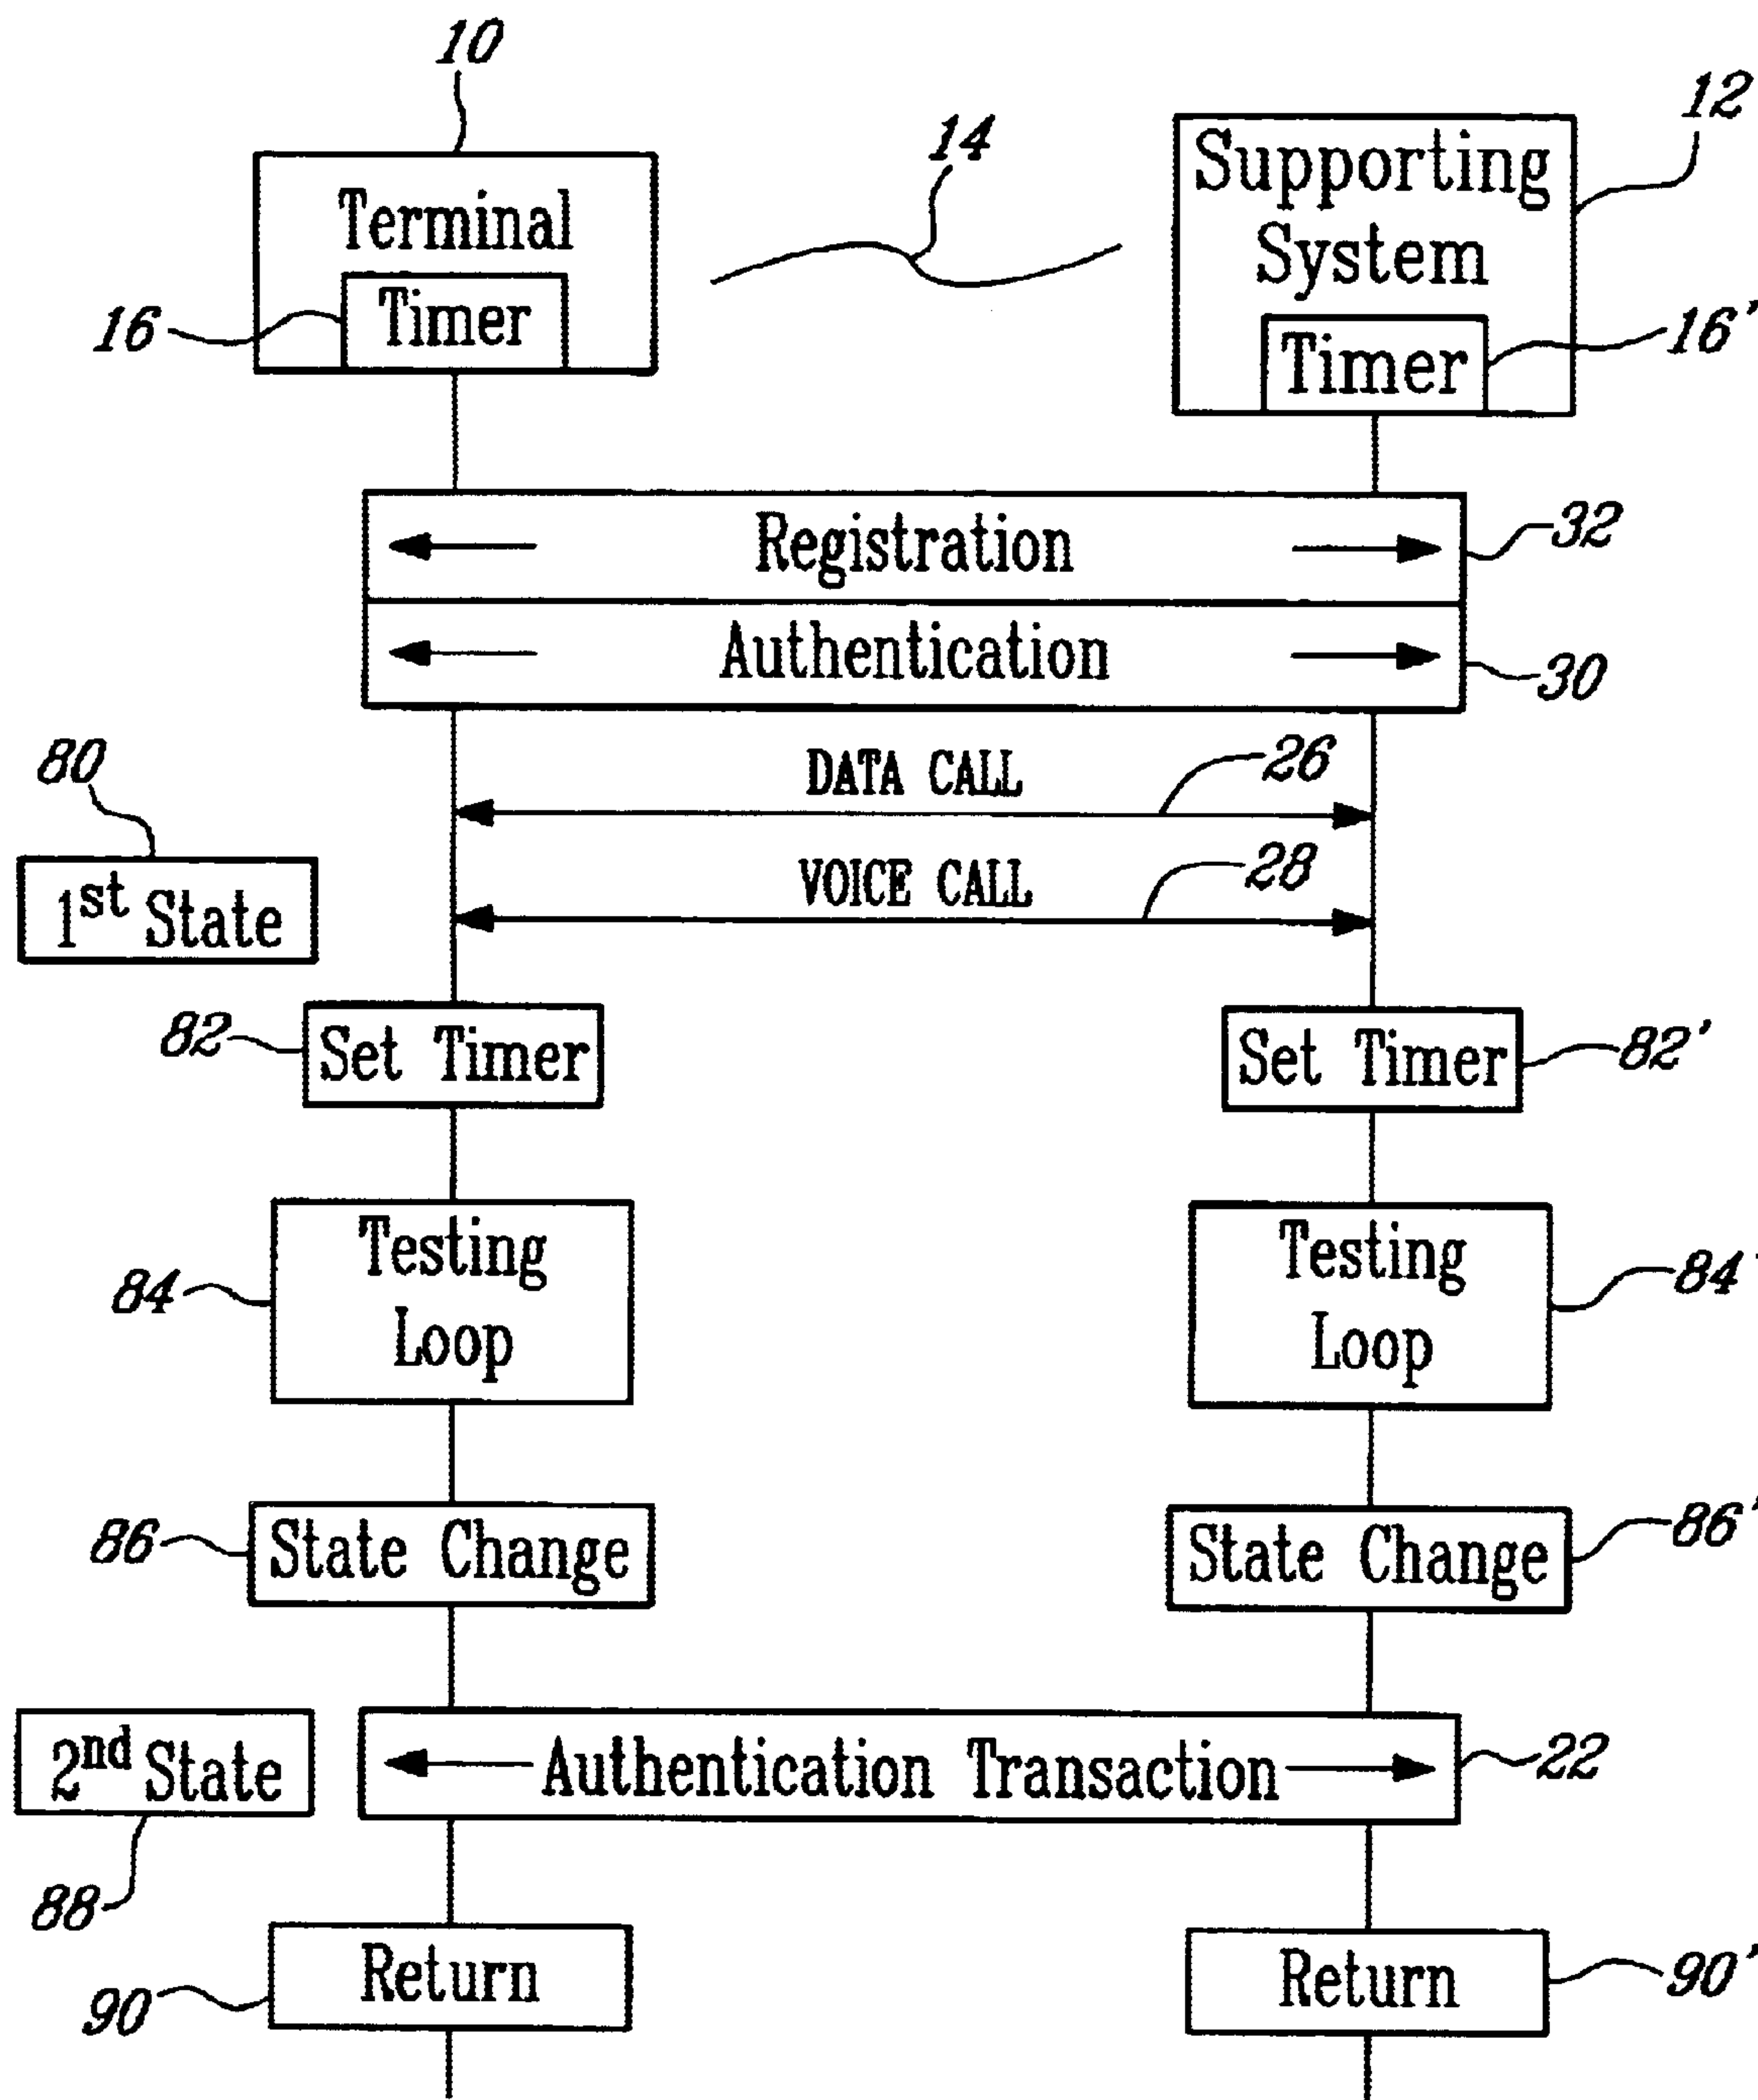 10
12
14
Terminal
Timer
16
Supporting
System
Timer
16'
Registration
32
Authentication
30
DATA CALL
26
80
VOICE CALL
28
1st State
82
Set Timer
Set Timer
82'
Testing
Loop
84
Testing
Loop
84'
86
State Change
State Change
86'
2nd State
Authentication Transaction
22
88
Return
90
Return
90'